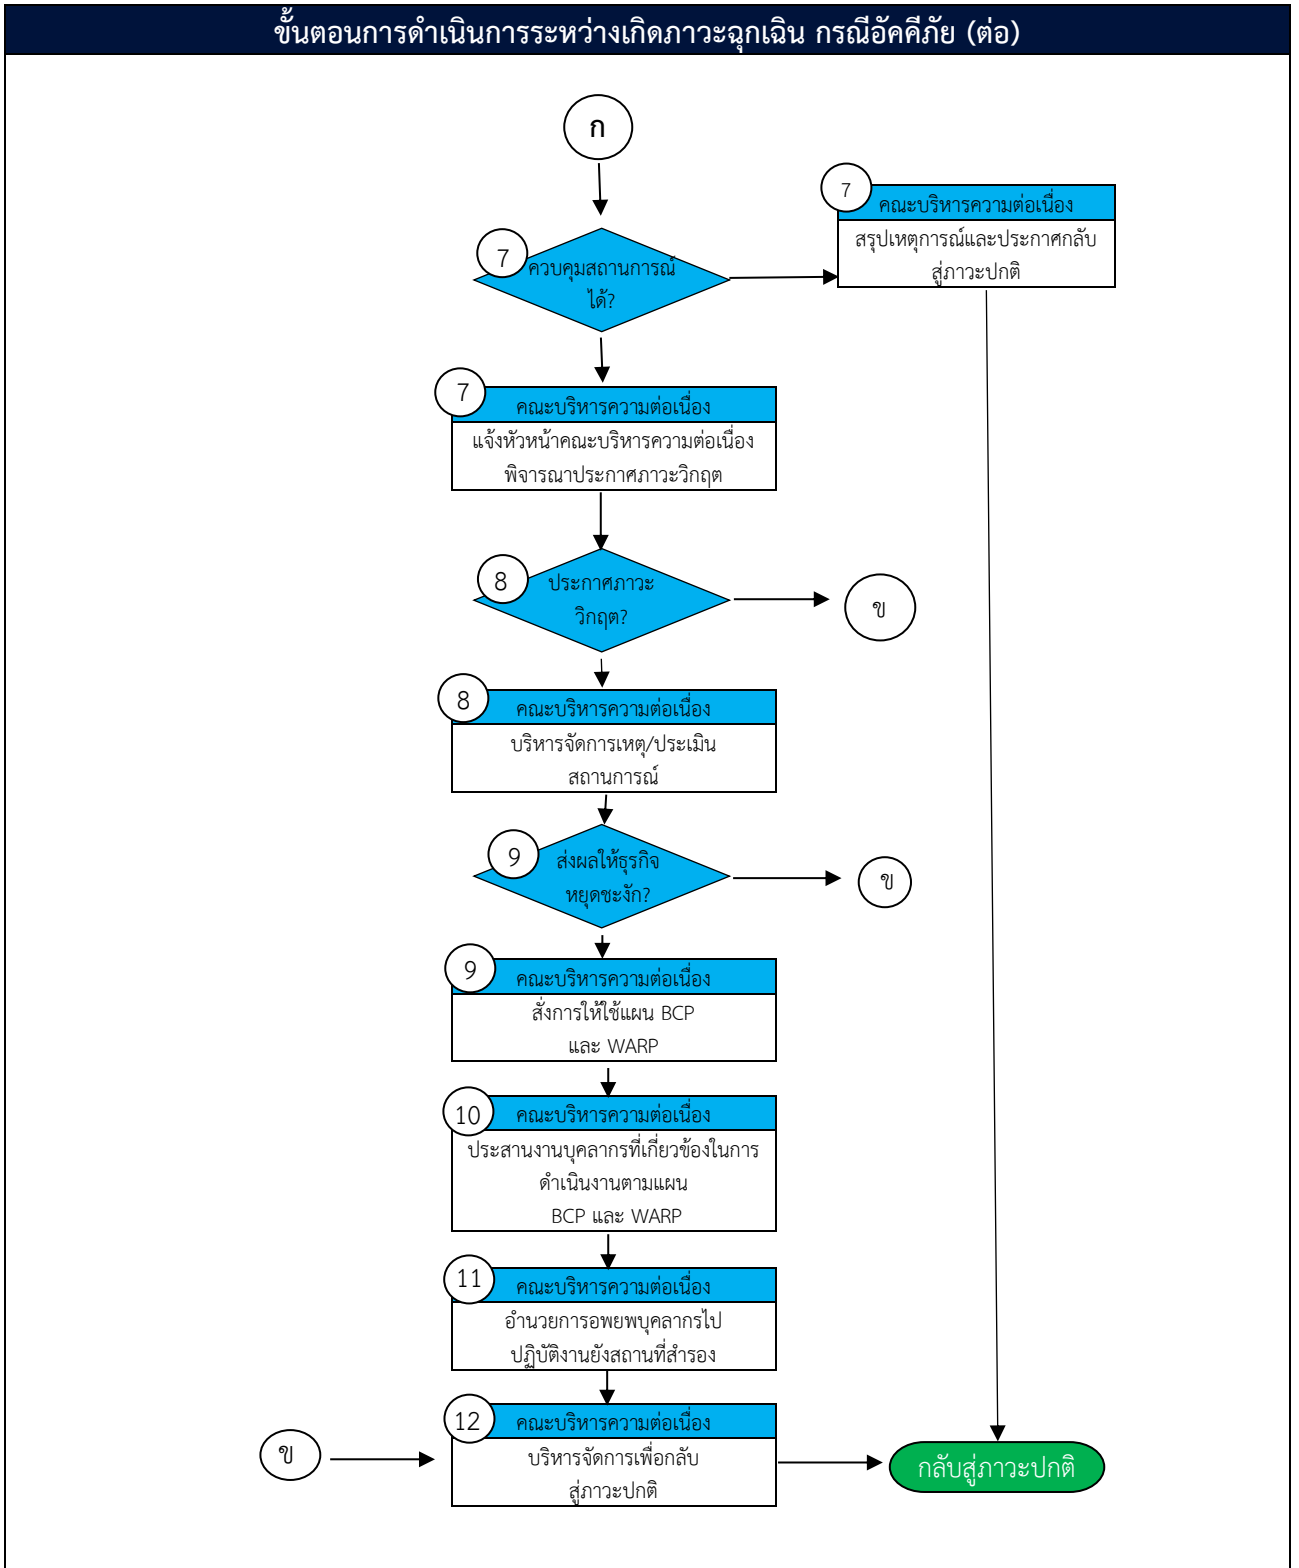 ขั้นตอนการดำเนินการระหว่างเกิดภาวะฉุกเฉิน กรณีอัคคีภัย (ต่อ)
ก
7
คณะบริหารความต่อเนื่อง
สรุปเหตุการณ์และประกาศกลับ
สู่ภาวะปกติ
7
ควบคุมสถานการณ์
ได้?
7
คณะบริหารความต่อเนื่อง
แจ้งหัวหน้าคณะบริหารความต่อเนื่อง
พิจารณาประกาศภาวะวิกฤต
8
ประกาศภาวะ
วิกฤต?
ข
8
คณะบริหารความต่อเนื่อง
บริหารจัดการเหตุ/ประเมิน
สถานการณ์
9
ส่งผลให้ธุรกิจ
หยุดชะงัก?
ข
9
คณะบริหารความต่อเนื่อง
สั่งการให้ใช้แผน BCP
และ WARP
10
คณะบริหารความต่อเนื่อง
ประสานงานบุคลากรที่เกี่ยวข้องในการ
ดำเนินงานตามแผน
BCP และ WARP
11
คณะบริหารความต่อเนื่อง
อำนวยการอพยพบุคลากรไป
ปฏิบัติงานยังสถานที่สำรอง
12
คณะบริหารความต่อเนื่อง
บริหารจัดการเพื่อกลับ
สู่ภาวะปกติ
ข
กลับสู่ภาวะปกติ